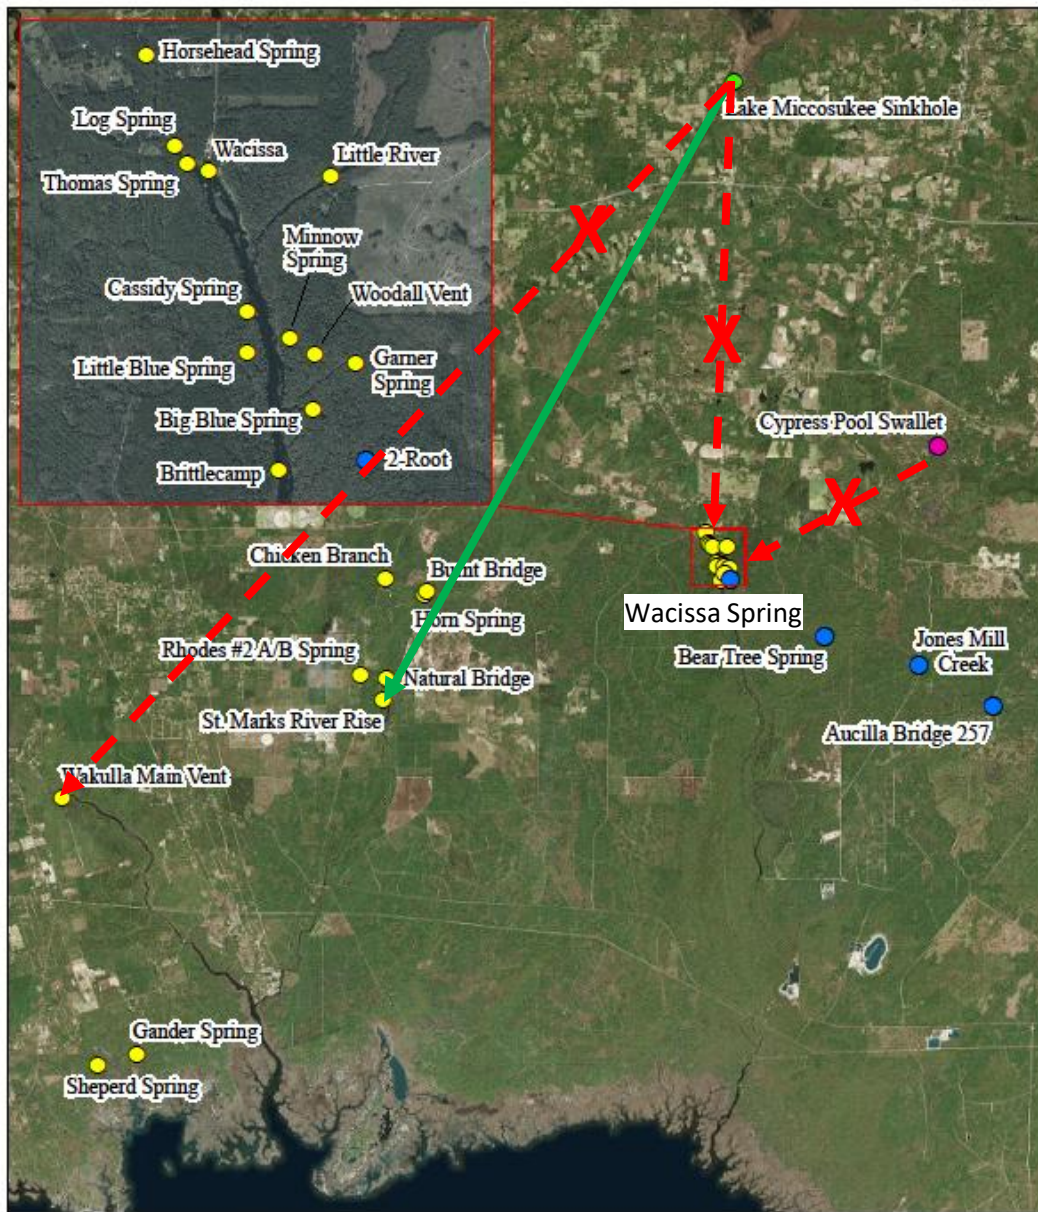 Horsehead Spring
Lake Miccosukee Sinkhole
Log Spring
Wacissa
Little River
Thomas Spring
Minnow
Spring
Cassidy Spring
Woodall Vent
Little Blue Spring
Garner
Spring
Big Blue Spring
2-Root
Brittlecamp
X
X
X
Cypress Pool Swallet
Chicken Branch
Burnt Bridge
Horn Spring
Wacissa Spring
Bear Tree Spring
Jones Mill
Creek
Rhodes #2 A/B Spring
Natural Bridge
St. Marks River Rise
Aucilla Bridge 257
Wakulla Main Vent
Gander Spring
Sheperd Spring